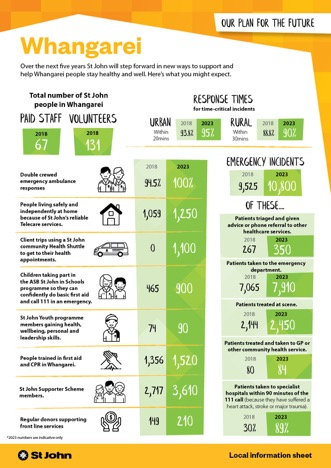 OUR PLAN FOR THE FUTURE
Whangarei
Over the next five years St John will step forward in new ways to support and
help Whangarei people stay healthy and well. Here's what you might expect.
Total number of St John
people in Whangarei
PAID STAFF VOLUNTEERS
2018
67
2018
131
RESPONSE TIMES
for time-critical incidents
URBAN
Within
20mins
2018
93.6%
2023
95%
RURAL
Within
30mins
2018
88.8%
2023
90%
2018 2023
Double crewed
emergency ambulance
responses
94.5% 100%
People living safely and
independently at home
because of St John's reliable
Telecare services.
1,059 1,250
Client trips using a St John
community Health Shuttle
to get to their health
appointments.
0 1,100
Children taking part in
the ASB St John in Schools
programme so they can
confidently do basic first aid
and call 111 in an emergency.
465 900
St John Youth programme
members gaining health,
wellbeing, personal and
leadership skills.
74 90
People trained in first aid
and CPR in Whangarei.
1,356 1,520
St John Supporter Scheme
members.
2,717 3,610
Regular donors supporting
front line services
149 210
*2023 numbers are indicative only
EMERGENCY INCIDENTS
2018 2023
9,525 10,800
OF THESE...
Patients triaged and given
advice or phone referral to other
healthcare services.
2018 2023
267 350
Patients taken to the emergency
department.
2018 2023
7,065 7,910
Patients treated at scene.
2018 2023
2,144 2,450
Patients treated and taken to GP or
other community health service.
2018 2023
80 84
Patients taken to specialist
hospitals within 90 minutes of the
111 call (because they have suffered a
heart attack, stroke or major trauma).
2018 2023
30% 89%
St John
Local information sheet